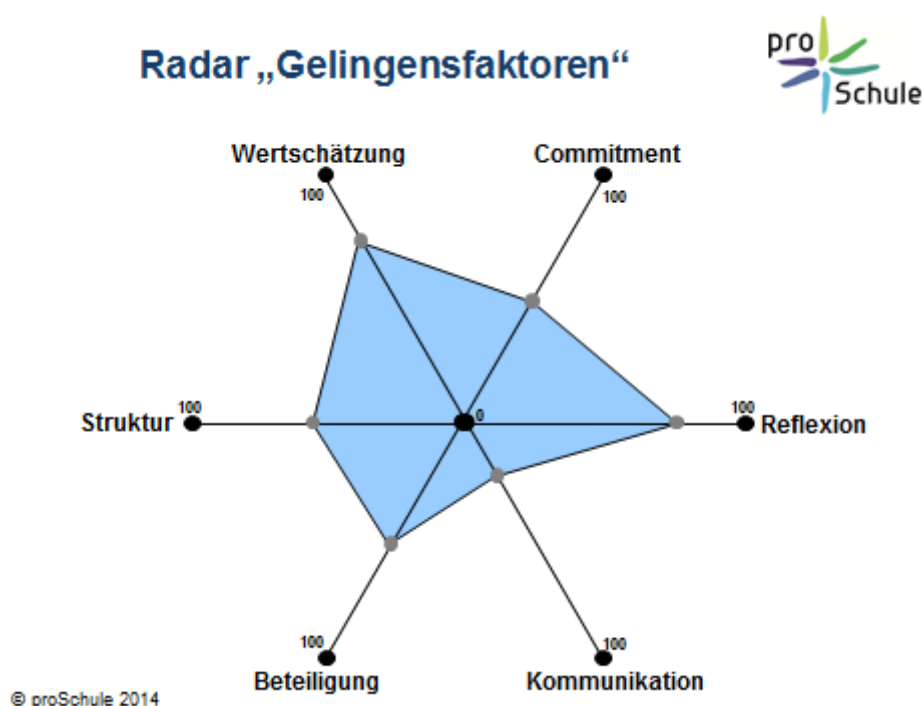 Radar „Gelingensfaktoren“
pro
Schule
Wertschätzung
Commitment
100
100
Struktur
100
0
100
Reflexion
100
100
Beteiligung
Kommunikation
© proSchule 2014